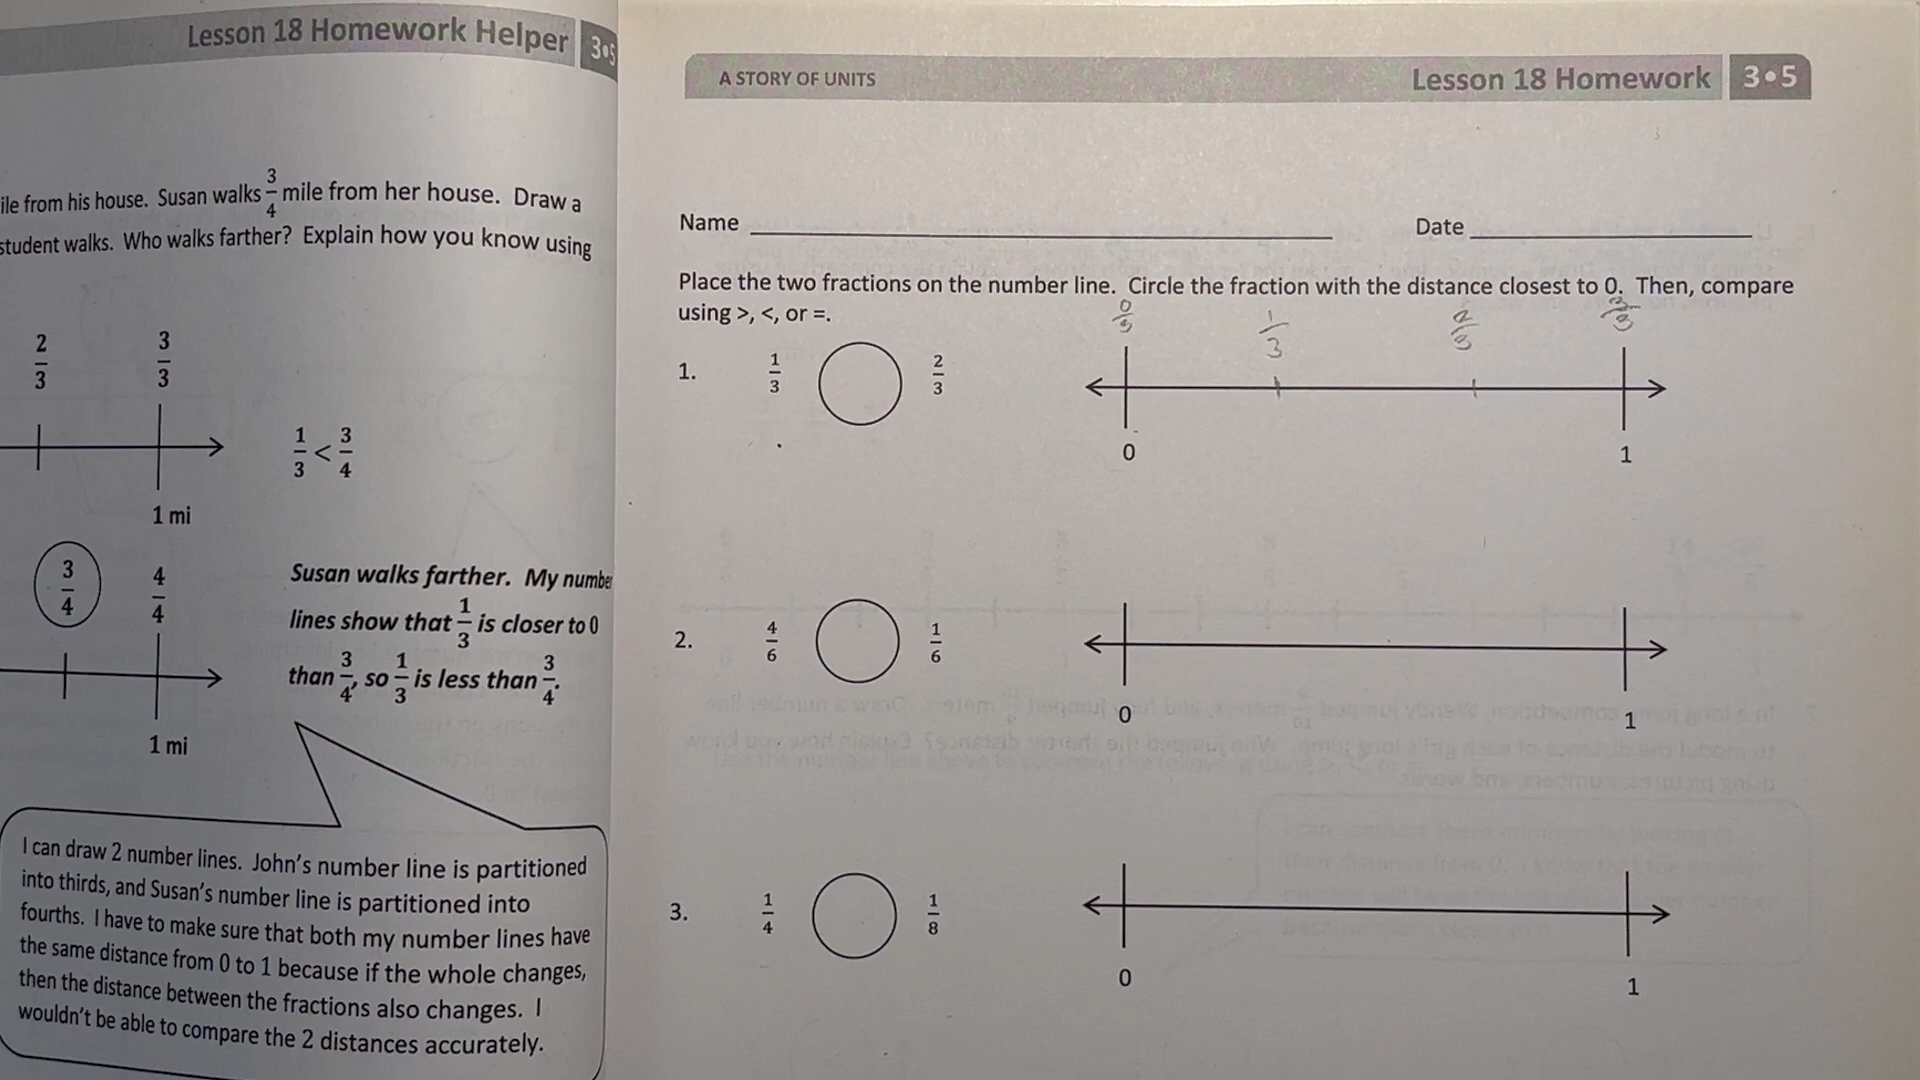 Lesson 18 Homework Helper 3•5
ile from his house. Susan walks 3/4 mile from her house. Draw a
student walks. Who walks farther? Explain how you know using
2/3 3/3
1/3 < 3/4
1 mi
3/4 4/4
Susan walks farther. My number
lines show that 1/3 is closer to 0
than 3/4, so 1/3 is less than 3/4.
1 mi
I can draw 2 number lines. John's number line is partitioned
into thirds, and Susan's number line is partitioned into
fourths. I have to make sure that both my number lines have
the same distance from 0 to 1 because if the whole changes,
then the distance between the fractions also changes. I
wouldn't be able to compare the 2 distances accurately.
A STORY OF UNITS Lesson 18 Homework 3•5
Name Date
Place the two fractions on the number line. Circle the fraction with the distance closest to 0. Then, compare
using >, <, or =.
0/3 1/3 2/3 3/3
1. 1/3 2/3
0 1
2. 4/6 1/6
0 1
3. 1/4 1/8
0 1